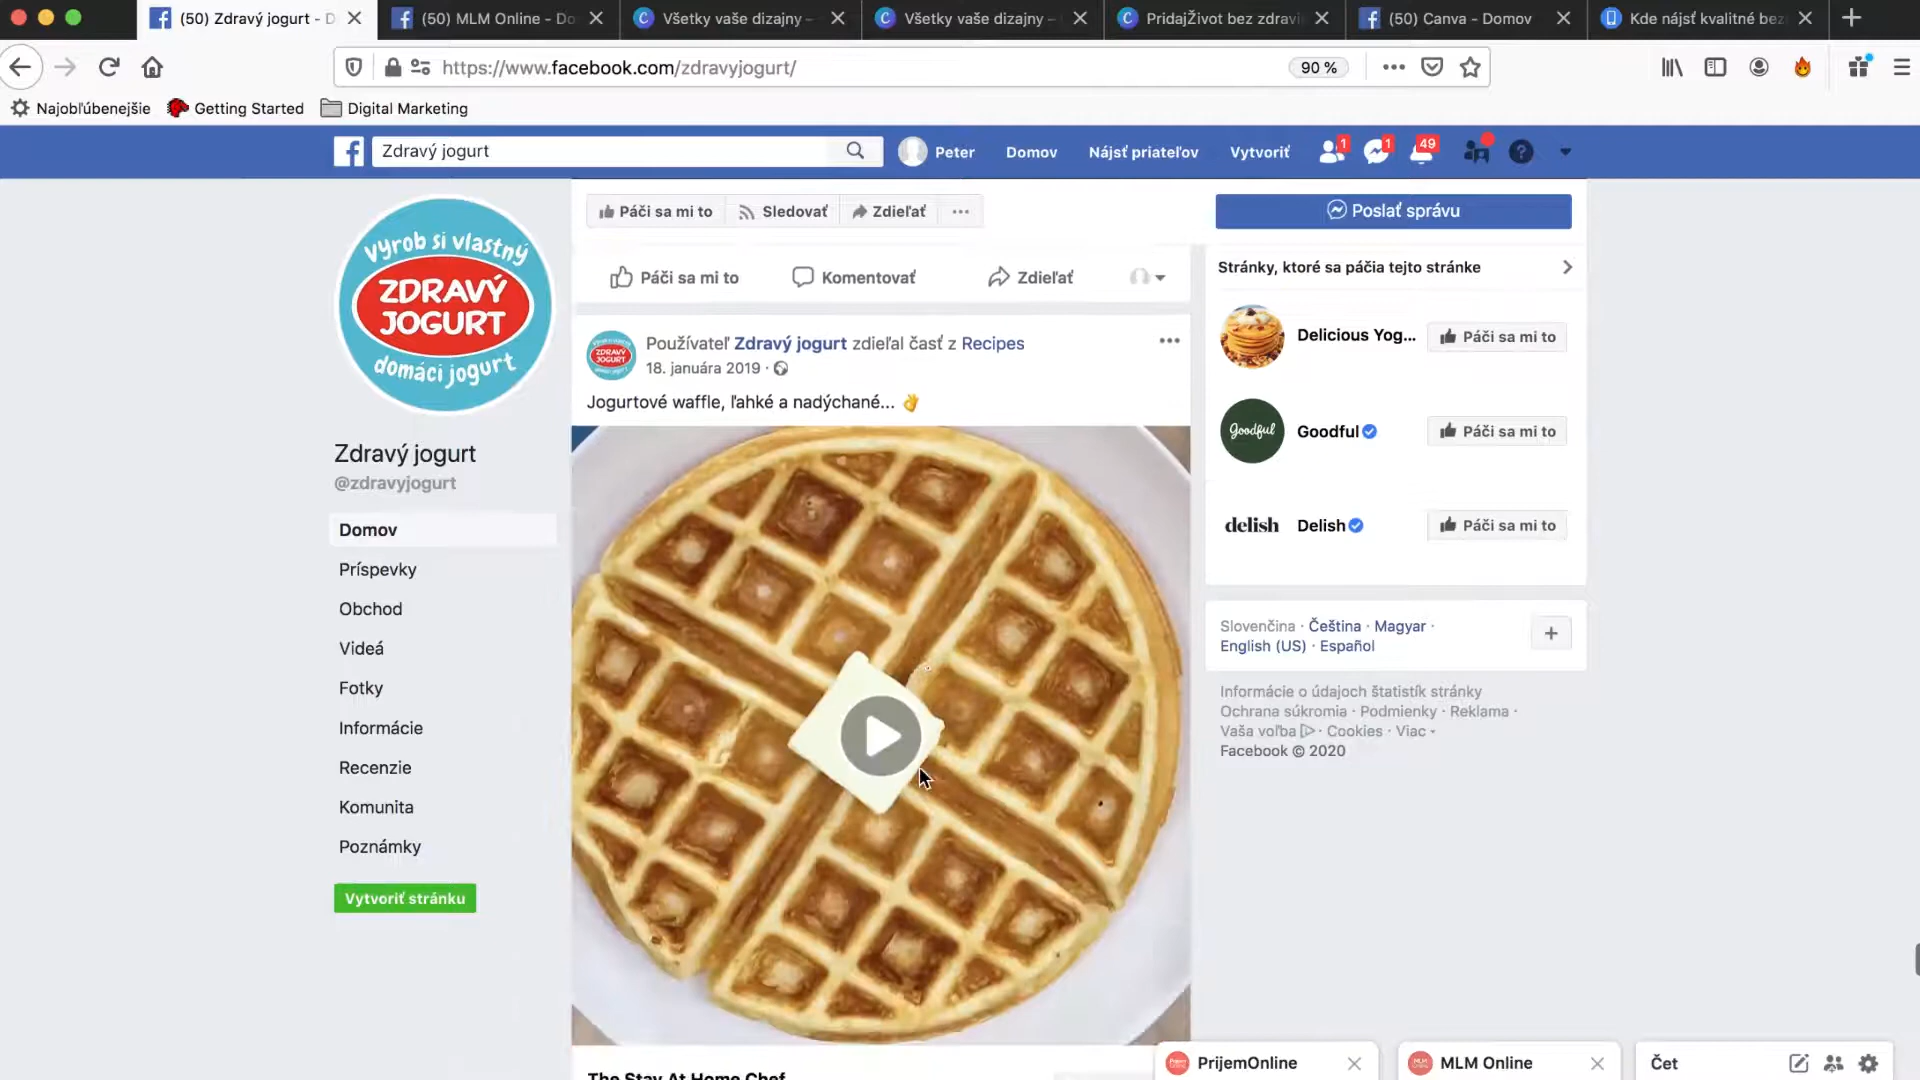 (50) Zdravý jogurt - D
(50) MLM Online - Do
Všetky vaše dizajny –
Všetky vaše dizajny –
PridajŽivot bez zdravi
(50) Canva - Domov
Kde nájsť kvalitné bez
https://www.facebook.com/zdravyjogurt/
90 %
Najobľúbenejšie
Getting Started
Digital Marketing
Zdravý jogurt
Peter
Domov
Nájsť priateľov
Vytvoriť
1
1
49
vyrob si vlastný
ZDRAVÝ
JOGURT
domáci jogurt
Zdravý jogurt
@zdravyjogurt
Domov
Príspevky
Obchod
Videá
Fotky
Informácie
Recenzie
Komunita
Poznámky
Vytvoriť stránku
Páči sa mi to
Sledovať
Zdieľať
Poslať správu
Páči sa mi to
Komentovať
Zdieľať
Používateľ Zdravý jogurt zdieľal časť z Recipes
18. januára 2019 ·
Jogurtové waffle, ľahké a nadýchané... 👌
The Stay At Home Chef
Stránky, ktoré sa páčia tejto stránke
Delicious Yog...
Páči sa mi to
Goodful
Goodful
Páči sa mi to
delish
Delish
Páči sa mi to
Slovenčina · Čeština · Magyar ·
English (US) · Español
Informácie o údajoch štatistík stránky
Ochrana súkromia · Podmienky · Reklama ·
Vaša voľba · Cookies · Viac
Facebook © 2020
PrijemOnline
MLM Online
Čet